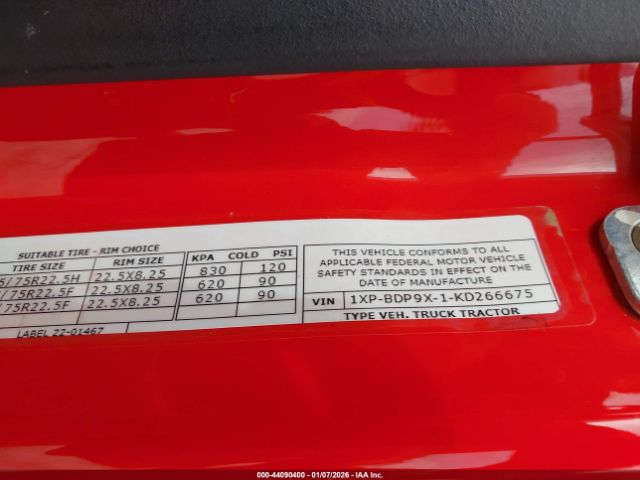 SUITABLE TIRE - RIM CHOICE
TIRE SIZE RIM SIZE KPA COLD PSI
5/75R22.5H 22.5X8.25 830 120
/75R22.5F 22.5X8.25 620 90
/75R22.5F 22.5X8.25 620 90
LABEL 22-01467
THIS VEHICLE CONFORMS TO ALL
APPLICABLE FEDERAL MOTOR VEHICLE
SAFETY STANDARDS IN EFFECT ON THE
DATE OF MANUFACTURE
VIN 1XP-BDP9X-1-KD266675
TYPE VEH. TRUCK TRACTOR
000-44090400 - 01/07/2026 - IAA Inc.